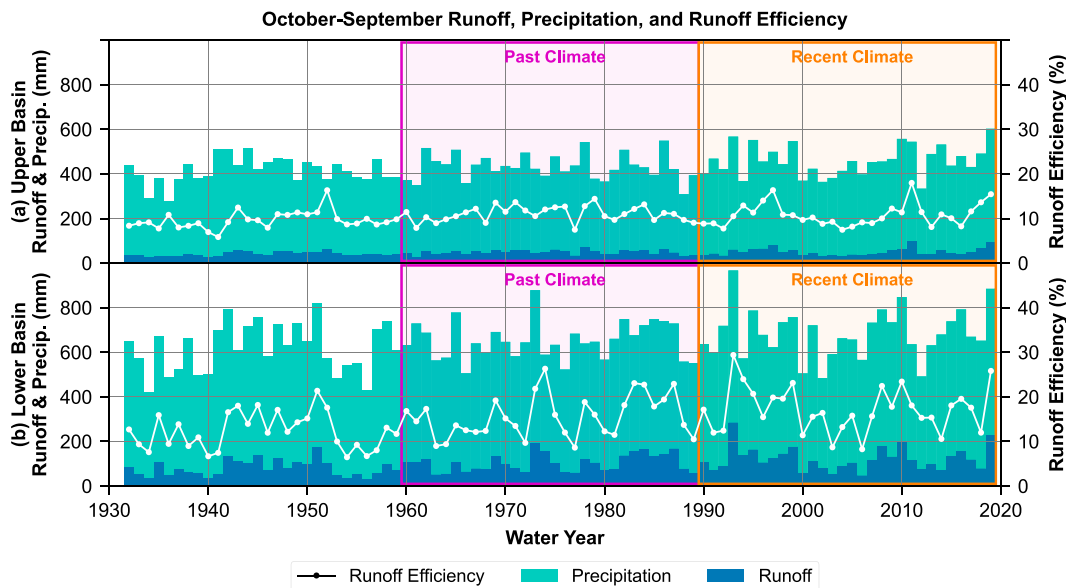 October-September Runoff, Precipitation, and Runoff Efficiency
(a) Upper Basin
Runoff & Precip. (mm)
800
600
400
200
0
Past Climate
Recent Climate
40
30
20
10
0
Runoff Efficiency (%)
(b) Lower Basin
Runoff & Precip. (mm)
800
600
400
200
0
Past Climate
Recent Climate
40
30
20
10
0
Runoff Efficiency (%)
1930 1940 1950 1960 1970 1980 1990 2000 2010 2020
Water Year
Runoff Efficiency Precipitation Runoff